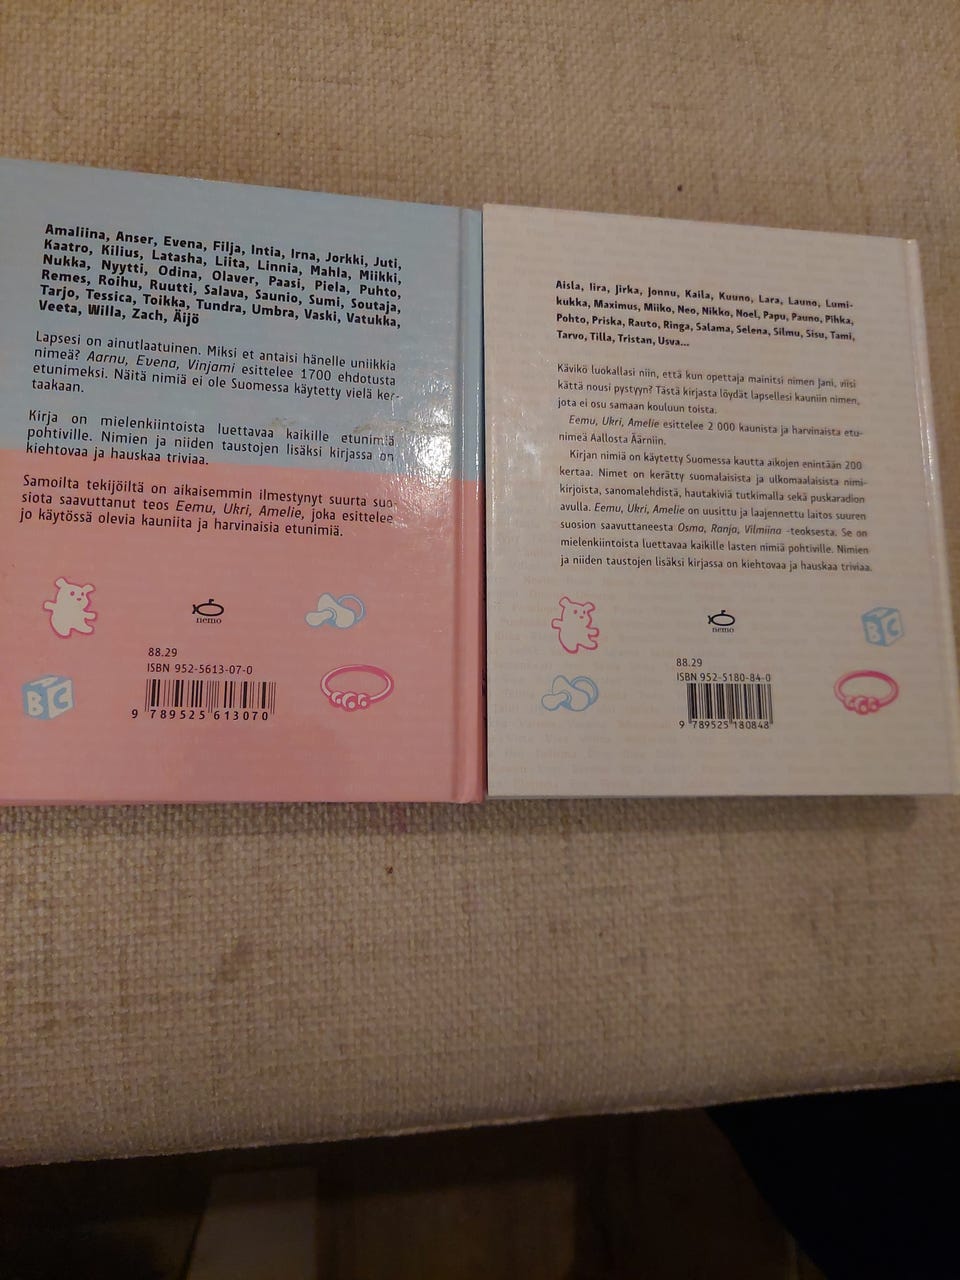 Amaliina, Anser, Evena, Filja, Intia, Irna, Jorkki, Juti,
Kaatro, Kilius, Latasha, Liita, Linnia, Mahla, Miikki,
Nukka, Nyytti, Odina, Olaver, Paasi, Piela, Puhto,
Remes, Roihu, Ruutti, Salava, Saunio, Sumi, Soutaja,
Tarjo, Tessica, Toikka, Tundra, Umbra, Vaski, Vatukka,
Veeta, Willa, Zach, Äijö
Lapsesi on ainutlaatuinen. Miksi et antaisi hänelle uniikkia
nimeä? Aarnu, Evena, Vinjami esittelee 1700 ehdotusta
etunimeksi. Näitä nimiä ei ole Suomessa käytetty vielä ker-
taakaan.
Kirja on mielenkiintoista luettavaa kaikille etunimiä
pohtiville. Nimien ja niiden taustojen lisäksi kirjassa on
kiehtovaa ja hauskaa triviaa.
Samoilta tekijöiltä on aikaisemmin ilmestynyt suurta suo-
siota saavuttanut teos Eemu, Ukri, Amelie, joka esittelee
jo käytössä olevia kauniita ja harvinaisia etunimiä.
nemo
88.29
ISBN 952-5613-07-0
9 789525 613070
BC
Aisla, Iira, Jirka, Jonnu, Kaila, Kuuno, Lara, Launo, Lumi-
kukka, Maximus, Miiko, Neo, Nikko, Noel, Papu, Pauno, Pihka,
Pohto, Priska, Rauto, Ringa, Salama, Selena, Silmu, Sisu, Tami,
Tarvo, Tilla, Tristan, Usva...
Kävikö luokallasi niin, että kun opettaja mainitsi nimen Jani, viisi
kättä nousi pystyyn? Tästä kirjasta löydät lapsellesi kauniin nimen,
jota ei osu samaan kouluun toista.
Eemu, Ukri, Amelie esittelee 2 000 kaunista ja harvinaista etu-
nimeä Aallosta Äärniin.
Kirjan nimiä on käytetty Suomessa kautta aikojen enintään 200
kertaa. Nimet on kerätty suomalaisista ja ulkomaalaisista nimi-
kirjoista, sanomalehdistä, hautakiviä tutkimalla sekä puskaradion
avulla. Eemu, Ukri, Amelie on uusittu ja laajennettu laitos suuren
suosion saavuttaneesta Osma, Ranja, Vilmiina -teoksesta. Se on
mielenkiintoista luettavaa kaikille lasten nimiä pohtiville. Nimien
ja niiden taustojen lisäksi kirjassa on kiehtovaa ja hauskaa triviaa.
nemo
BC
88.29
ISBN 952-5180-84-0
9 789525 180848